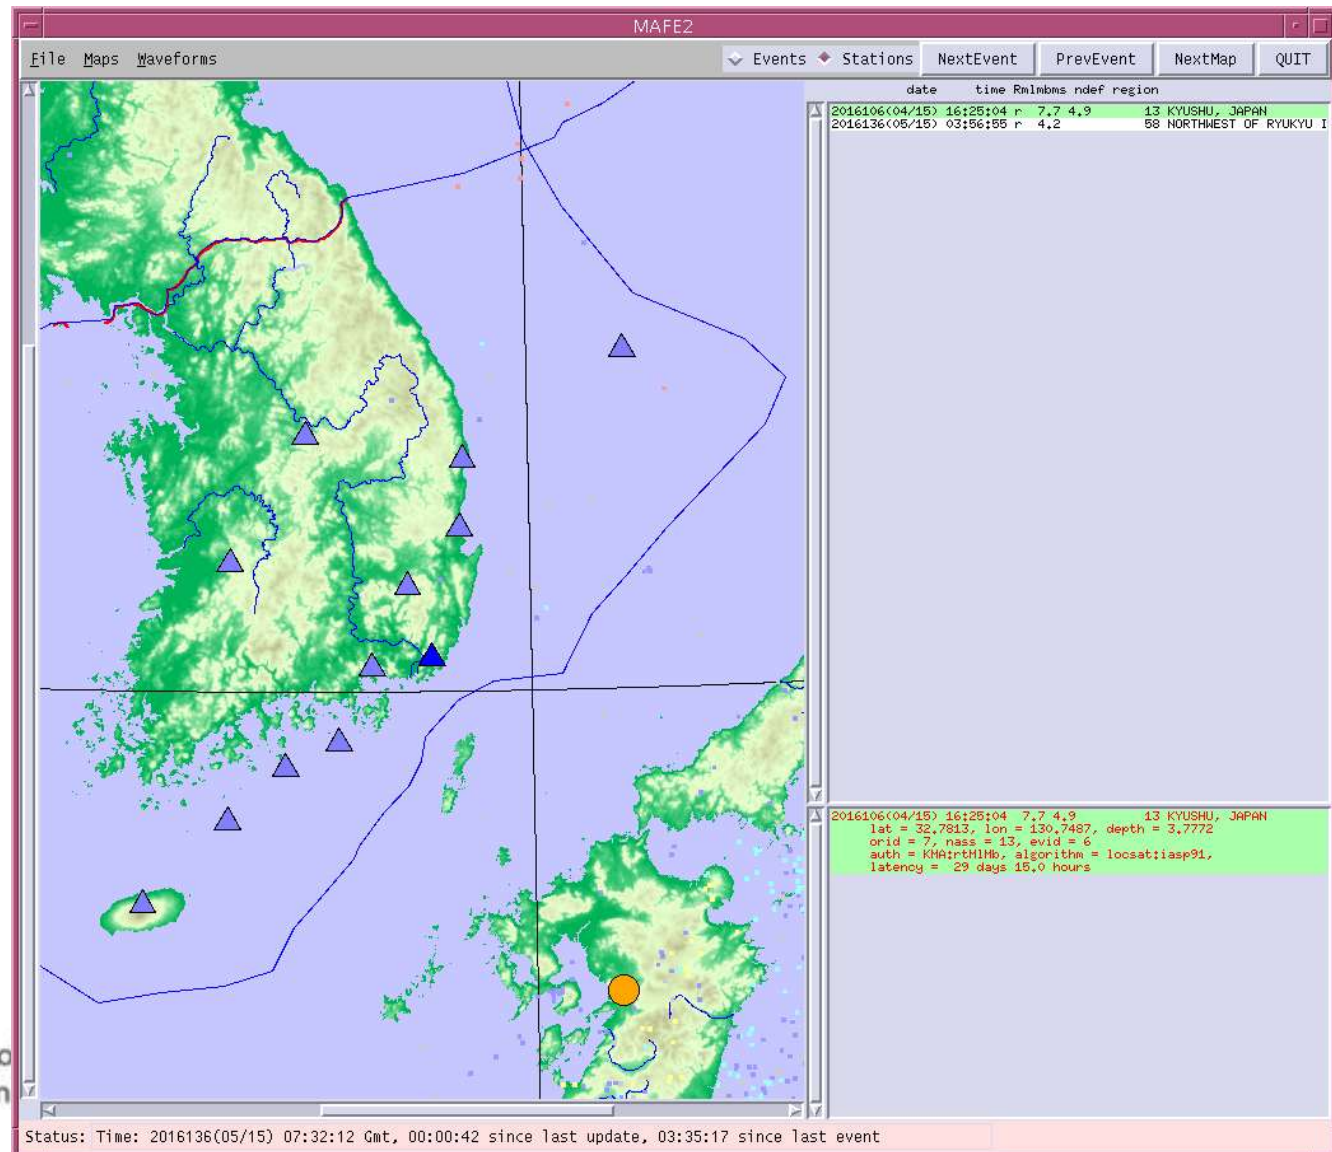 MAFE2
File Maps Waveforms Events Stations NextEvent PrevEvent NextMap QUIT
date time Rmlmbms ndef region
2016106(04/15) 16:25:04 r 7.7 4.9 13 KYUSHU, JAPAN
2016136(05/15) 03:56:55 r 4.2 58 NORTHWEST OF RYUKYU I
2016106(04/15) 16:25:04 7.7 4.9 13 KYUSHU, JAPAN
lat = 32.7813, lon = 130.7487, depth = 3.7772
orid = 7, nass = 13, evid = 6
auth = KMA:rtMlMb, algorithm = locsat:iasp91,
latency = 29 days 15.0 hours
Status: Time: 2016136(05/15) 07:32:12 Gmt, 00:00:42 since last update, 03:35:17 since last event